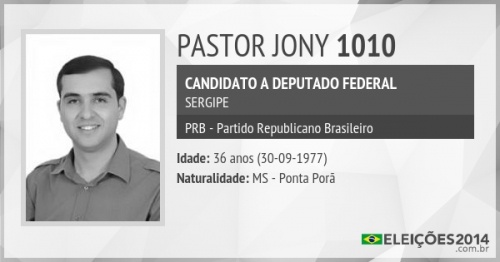 PASTOR JONY 1010
CANDIDATO A DEPUTADO FEDERAL
SERGIPE
PRB - Partido Republicano Brasileiro
Idade: 36 anos (30-09-1977)
Naturalidade: MS - Ponta Porã
ELEIÇÕES2014
.com.br